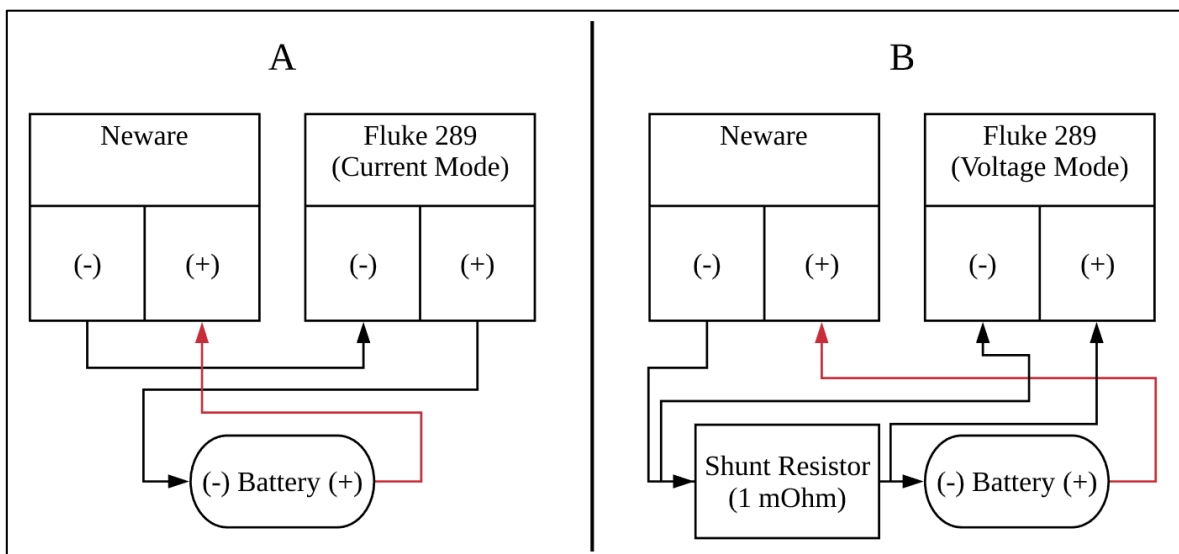 A
Neware
Fluke 289
(Current Mode)
(-)
(+)
(-)
(+)
(-) Battery (+)
B
Neware
Fluke 289
(Voltage Mode)
(-)
(+)
(-)
(+)
Shunt Resistor
(1 mOhm)
(-) Battery (+)